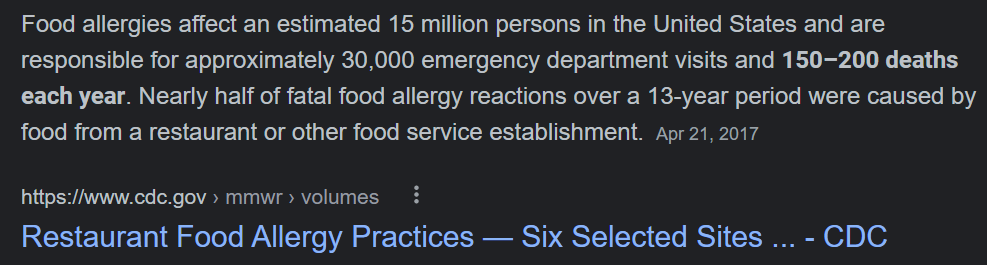 Food allergies affect an estimated 15 million persons in the United States and are
responsible for approximately 30,000 emergency department visits and 150–200 deaths
each year. Nearly half of fatal food allergy reactions over a 13-year period were caused by
food from a restaurant or other food service establishment. Apr 21, 2017
https://www.cdc.gov › mmwr › volumes
Restaurant Food Allergy Practices — Six Selected Sites ... - CDC